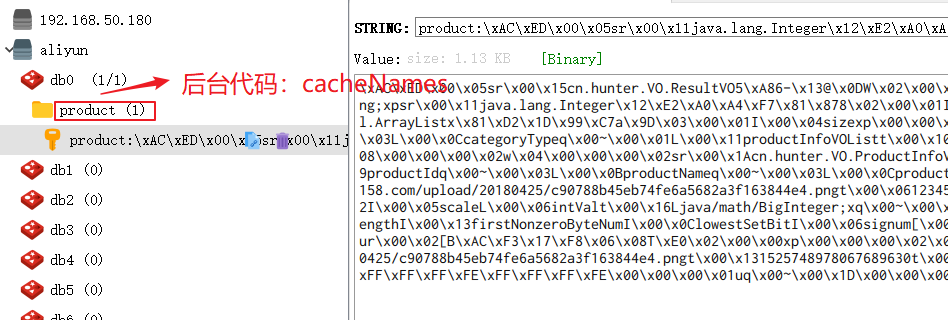 192.168.50.180
aliyun
db0 (1/1)
后台代码：cacheNames
product (1)
product:\xAC\xED\x00\x05sr\x00\x11j
db1 (0)
db2 (0)
db3 (0)
db4 (0)
db5 (0)
db6 (0)
STRING: product:\xAC\xED\x00\x05sr\x00\x11java.lang.Integer\x12\xE2\xA0\xA
Value: size: 1.13 KB [Binary]
\xAC\xED\x00\x05sr\x00\x15cn.hunter.VO.ResultVO5\xA86-\x13@\x0DW\x02\x00\
ng;xpsr\x00\x11java.lang.Integer\x12\xE2\xA0\xA4\xF7\x81\x878\x02\x00\x01I
l.ArrayListx\x81\xD2\x1D\x99\xC7a\x9D\x03\x00\x01I\x00\x04sizexp\x00\x00\x
\x03L\x00\x0CcategoryTypeq\x00~\x00\x01L\x00\x11productInfoVOListt\x00\x10
08\x00\x00\x00\x02w\x04\x00\x00\x00\x02sr\x00\x1Acn.hunter.VO.ProductInfoV
9productIdq\x00~\x00\x03L\x00\x0BproductNameq\x00~\x00\x03L\x00\x0Cproduct
158.com/upload/20180425/c90788b45eb74fe6a5682a3f163844e4.pngt\x00\x0612345
2I\x00\x05scaleL\x00\x06intValt\x00\x16Ljava/math/BigInteger;xq\x00~\x00\x
engthI\x00\x13firstNonzeroByteNumI\x00\x0ClowestSetBitI\x00\x06signum[\x00
ur\x00\x02[B\xAC\xF3\x17\xF8\x06\x08T\xE0\x02\x00\x00xp\x00\x00\x00\x02\x0
0425/c90788b45eb74fe6a5682a3f163844e4.pngt\x00\x131525748978067689630t\x00
\xFF\xFF\xFF\xFE\xFF\xFF\xFF\xFE\x00\x00\x00\x01uq\x00~\x00\x1D\x00\x00\x0